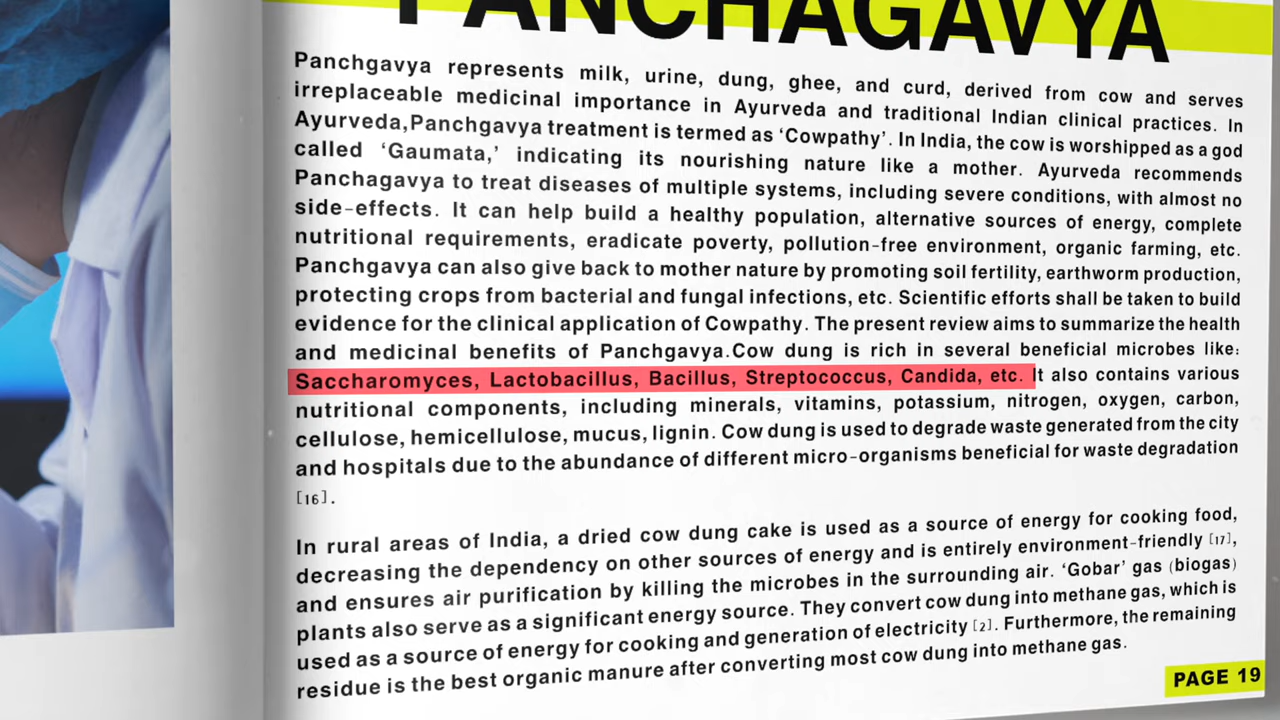 PANCHAGAVYA
Panchgavya represents milk, urine, dung, ghee, and curd, derived from cow and serves
irreplaceable medicinal importance in Ayurveda and traditional Indian clinical practices. In
Ayurveda,Panchgavya treatment is termed as ‘Cowpathy’. In India, the cow is worshipped as a god
called ‘Gaumata,’ indicating its nourishing nature like a mother. Ayurveda recommends
Panchagavya to treat diseases of multiple systems, including severe conditions, with almost no
side-effects. It can help build a healthy population, alternative sources of energy, complete
nutritional requirements, eradicate poverty, pollution-free environment, organic farming, etc.
Panchgavya can also give back to mother nature by promoting soil fertility, earthworm production,
protecting crops from bacterial and fungal infections, etc. Scientific efforts shall be taken to build
evidence for the clinical application of Cowpathy. The present review aims to summarize the health
and medicinal benefits of Panchgavya.Cow dung is rich in several beneficial microbes like:
Saccharomyces, Lactobacillus, Bacillus, Streptococcus, Candida, etc. It also contains various
nutritional components, including minerals, vitamins, potassium, nitrogen, oxygen, carbon,
cellulose, hemicellulose, mucus, lignin. Cow dung is used to degrade waste generated from the city
and hospitals due to the abundance of different micro-organisms beneficial for waste degradation
[16].
In rural areas of India, a dried cow dung cake is used as a source of energy for cooking food,
decreasing the dependency on other sources of energy and is entirely environment-friendly [17],
and ensures air purification by killing the microbes in the surrounding air. ‘Gobar’ gas (biogas)
plants also serve as a significant energy source. They convert cow dung into methane gas, which is
used as a source of energy for cooking and generation of electricity [2]. Furthermore, the remaining
residue is the best organic manure after converting most cow dung into methane gas.
PAGE 19